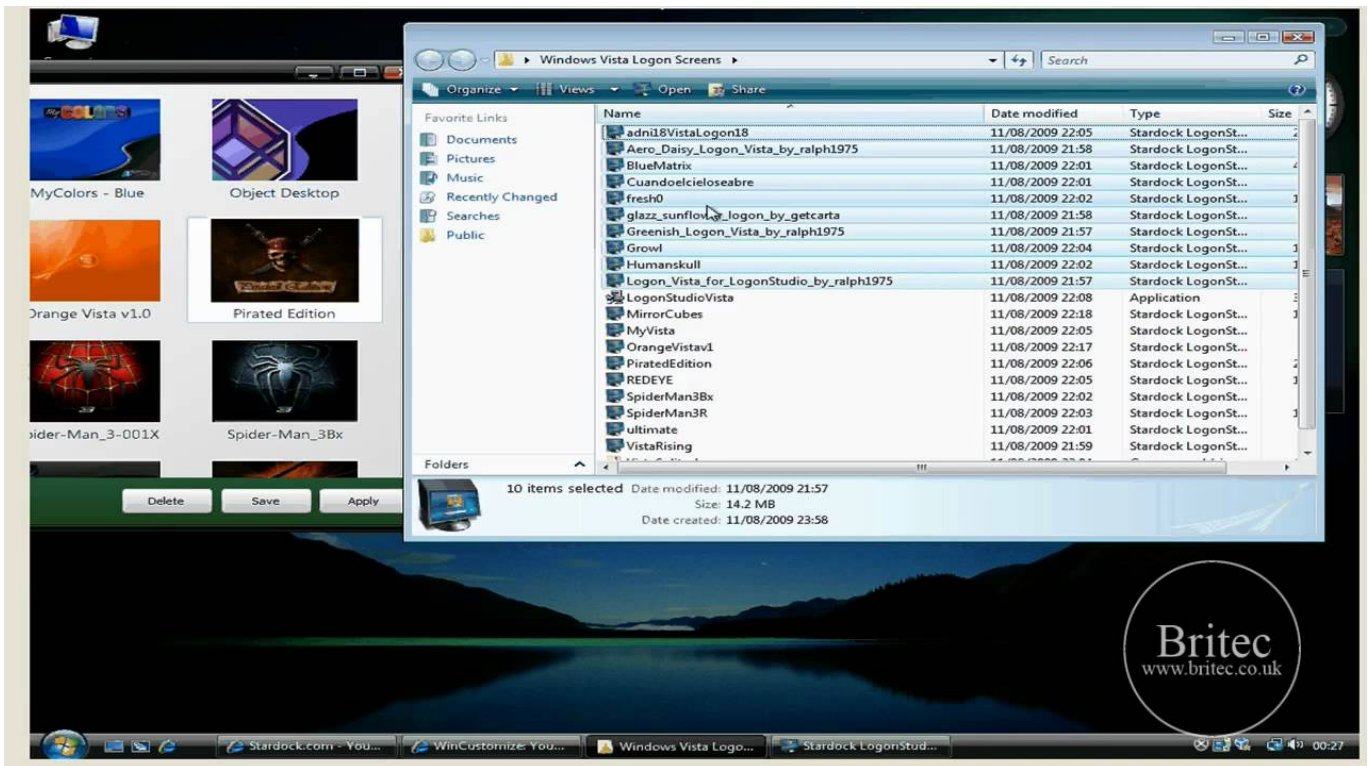 Windows Vista Logon Screens
Search
Organize Views Open Share
Favorite Links
Documents
Pictures
Music
Recently Changed
Searches
Public
Folders
Name Date modified Type Size
adni18VistaLogon18 11/08/2009 22:05 Stardock LogonSt...
Aero_Daisy_Logon_Vista_by_ralph1975 11/08/2009 21:58 Stardock LogonSt...
BlueMatrix 11/08/2009 22:01 Stardock LogonSt...
Cuandoelcieloseabre 11/08/2009 22:01 Stardock LogonSt...
fresh0 11/08/2009 22:02 Stardock LogonSt...
glazz_sunflower_logon_by_getcarta 11/08/2009 21:58 Stardock LogonSt...
Greenish_Logon_Vista_by_ralph1975 11/08/2009 21:57 Stardock LogonSt...
Growl 11/08/2009 22:04 Stardock LogonSt...
Humanskull 11/08/2009 22:02 Stardock LogonSt...
Logon_Vista_for_LogonStudio_by_ralph1975 11/08/2009 21:57 Stardock LogonSt...
LogonStudioVista 11/08/2009 22:08 Application
MirrorCubes 11/08/2009 22:18 Stardock LogonSt...
MyVista 11/08/2009 22:05 Stardock LogonSt...
OrangeVistav1 11/08/2009 22:17 Stardock LogonSt...
PiratedEdition 11/08/2009 22:06 Stardock LogonSt...
REDEYE 11/08/2009 22:05 Stardock LogonSt...
SpiderMan3Bx 11/08/2009 22:02 Stardock LogonSt...
SpiderMan3R 11/08/2009 22:03 Stardock LogonSt...
ultimate 11/08/2009 22:01 Stardock LogonSt...
VistaRising 11/08/2009 21:59 Stardock LogonSt...
10 items selected Date modified: 11/08/2009 21:57
Size: 14.2 MB
Date created: 11/08/2009 23:58
MyColors - Blue Object Desktop
Orange Vista v1.0 Pirated Edition
ider-Man_3-001X Spider-Man_3Bx
Delete Save Apply
Britec
www.britec.co.uk
Stardock.com - You... WinCustomize: You... Windows Vista Logo... Stardock LogonStud... 00:27